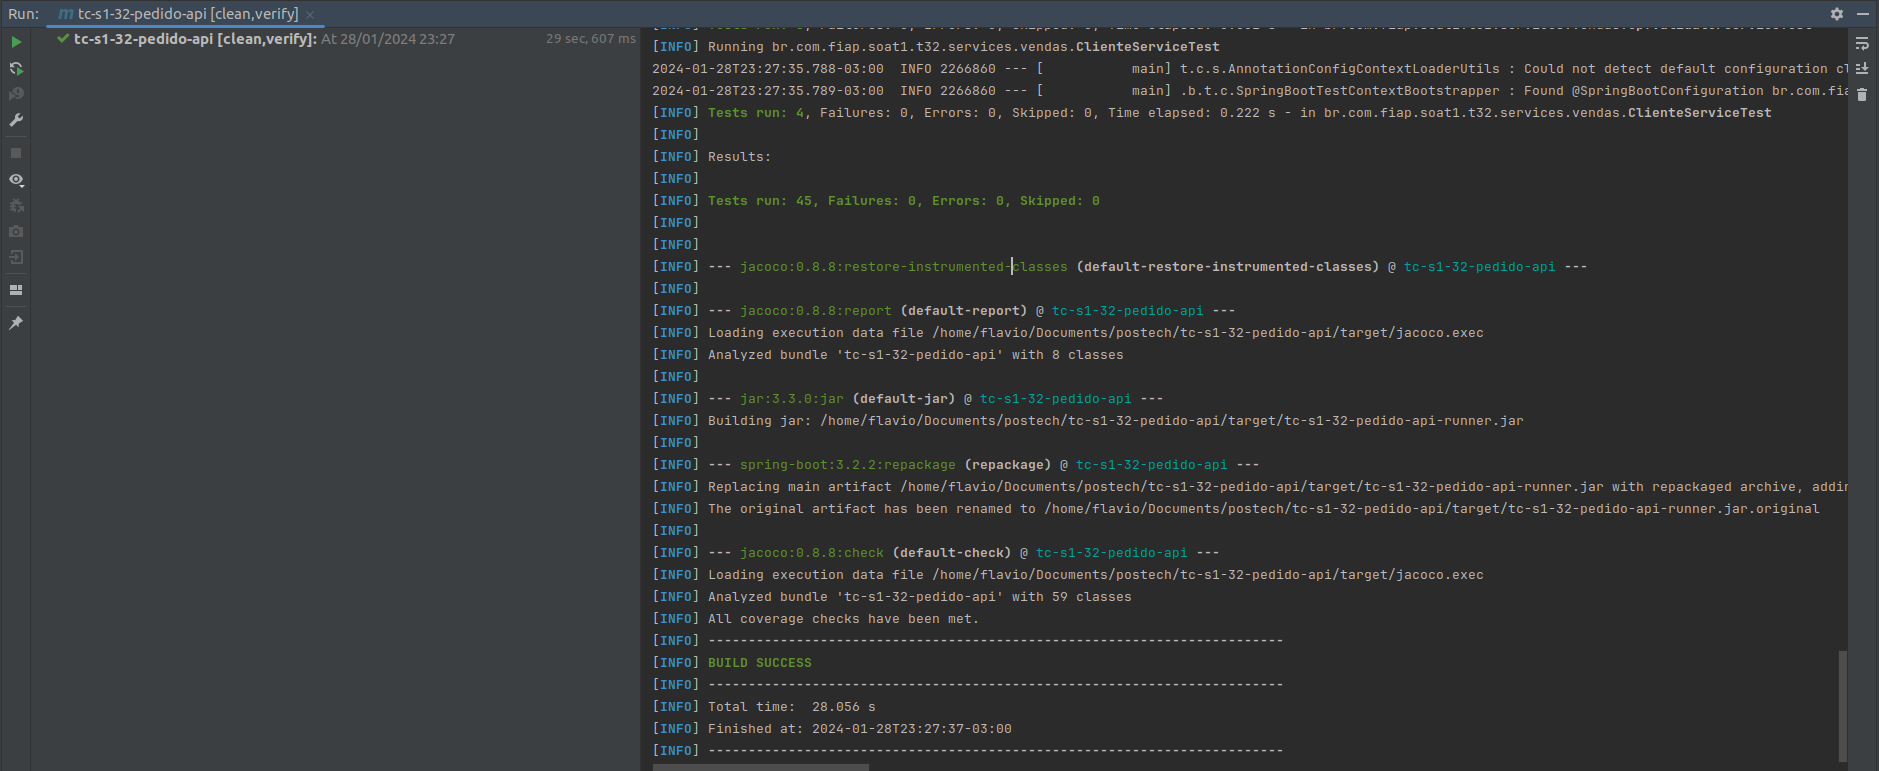 Run: tc-s1-32-pedido-api [clean,verify]
tc-s1-32-pedido-api [clean,verify]: At 28/01/2024 23:27 29 sec, 607 ms
[INFO] Running br.com.fiap.soat1.t32.services.vendas.ClienteServiceTest
2024-01-28T23:27:35.788-03:00  INFO 2266860 --- [           main] t.c.s.AnnotationConfigContextLoaderUtils : Could not detect default configuration cl
2024-01-28T23:27:35.789-03:00  INFO 2266860 --- [           main] .b.t.c.SpringBootTestContextBootstrapper : Found @SpringBootConfiguration br.com.fia
[INFO] Tests run: 4, Failures: 0, Errors: 0, Skipped: 0, Time elapsed: 0.222 s - in br.com.fiap.soat1.t32.services.vendas.ClienteServiceTest
[INFO]
[INFO] Results:
[INFO]
[INFO] Tests run: 45, Failures: 0, Errors: 0, Skipped: 0
[INFO]
[INFO]
[INFO] --- jacoco:0.8.8:restore-instrumented-classes (default-restore-instrumented-classes) @ tc-s1-32-pedido-api ---
[INFO]
[INFO] --- jacoco:0.8.8:report (default-report) @ tc-s1-32-pedido-api ---
[INFO] Loading execution data file /home/flavio/Documents/postech/tc-s1-32-pedido-api/target/jacoco.exec
[INFO] Analyzed bundle 'tc-s1-32-pedido-api' with 8 classes
[INFO]
[INFO] --- jar:3.3.0:jar (default-jar) @ tc-s1-32-pedido-api ---
[INFO] Building jar: /home/flavio/Documents/postech/tc-s1-32-pedido-api/target/tc-s1-32-pedido-api-runner.jar
[INFO]
[INFO] --- spring-boot:3.2.2:repackage (repackage) @ tc-s1-32-pedido-api ---
[INFO] Replacing main artifact /home/flavio/Documents/postech/tc-s1-32-pedido-api/target/tc-s1-32-pedido-api-runner.jar with repackaged archive, addin
[INFO] The original artifact has been renamed to /home/flavio/Documents/postech/tc-s1-32-pedido-api/target/tc-s1-32-pedido-api-runner.jar.original
[INFO]
[INFO] --- jacoco:0.8.8:check (default-check) @ tc-s1-32-pedido-api ---
[INFO] Loading execution data file /home/flavio/Documents/postech/tc-s1-32-pedido-api/target/jacoco.exec
[INFO] Analyzed bundle 'tc-s1-32-pedido-api' with 59 classes
[INFO] All coverage checks have been met.
[INFO] ------------------------------------------------------------------------
[INFO] BUILD SUCCESS
[INFO] ------------------------------------------------------------------------
[INFO] Total time:  28.056 s
[INFO] Finished at: 2024-01-28T23:27:37-03:00
[INFO] ------------------------------------------------------------------------